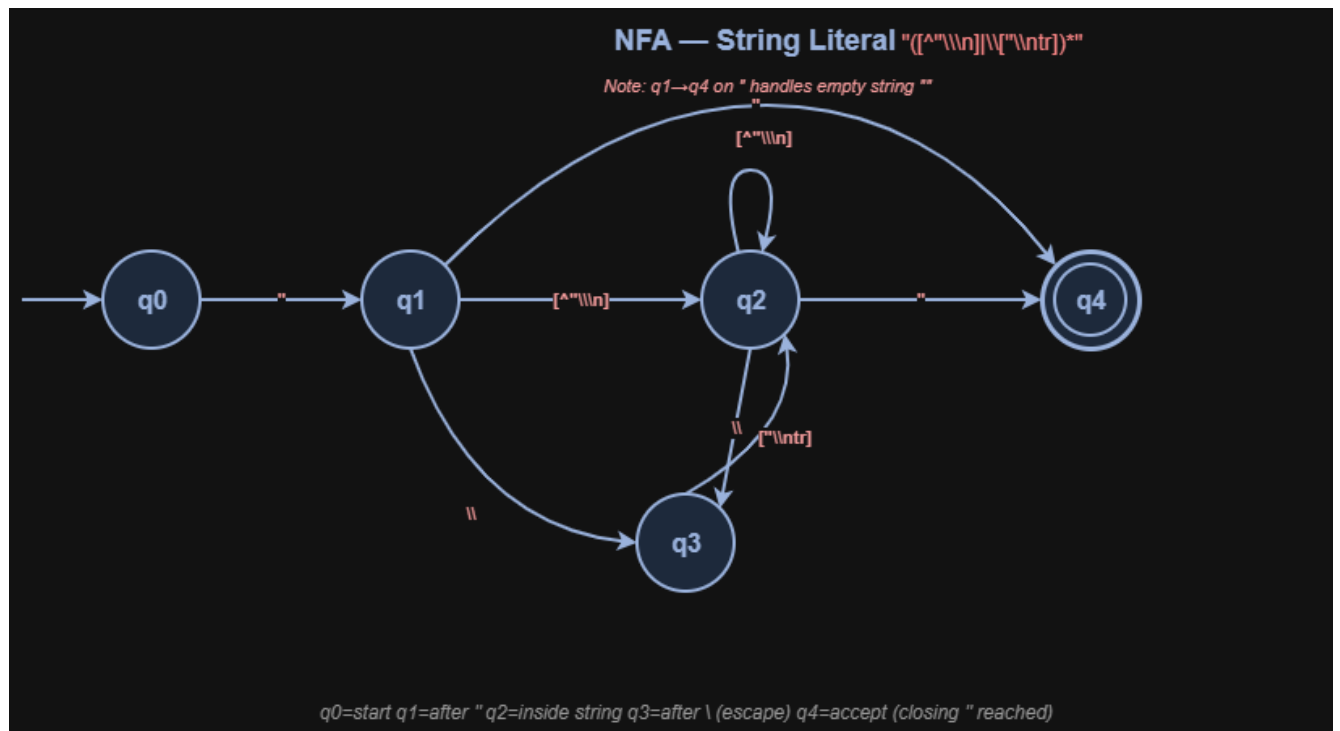 NFA — String Literal "([^"\\\n]|\\["\\ntr])*"
Note: q1→q4 on " handles empty string ""
"
[^"\\\n]
q0
"
q1
[^"\\\n]
q2
"
q4
\\
["\\ntr]
\\
q3
q0=start q1=after " q2=inside string q3=after \ (escape) q4=accept (closing " reached)